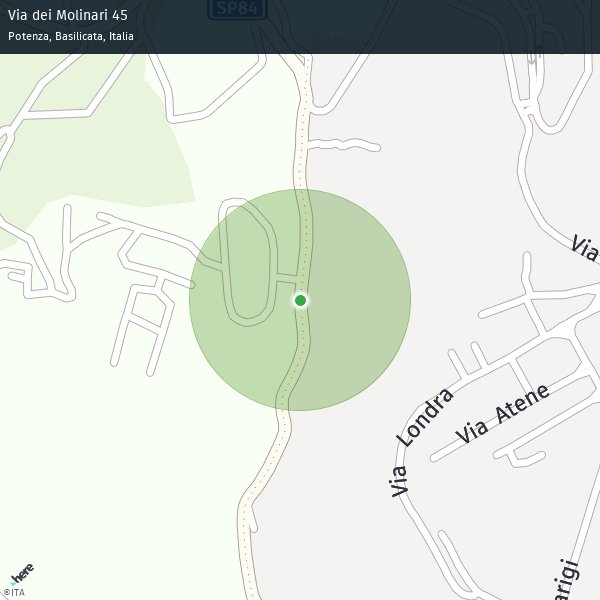 Via dei Molinari 45
Potenza, Basilicata, Italia
SP84
Via
Via Londra
Via Atene
arigi
here
©ITA